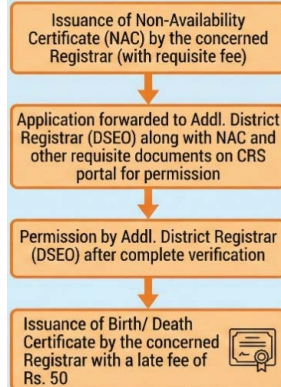 Issuance of Non-Availability
Certificate (NAC) by the concerned
Registrar (with requisite fee)
Application forwarded to Addl. District
Registrar (DSEO) along with NAC and
other requisite documents on CRS
portal for permission
Permission by Addl. District Registrar
(DSEO) after complete verification
Issuance of Birth/ Death
Certificate by the concerned
Registrar with a late fee of
Rs. 50